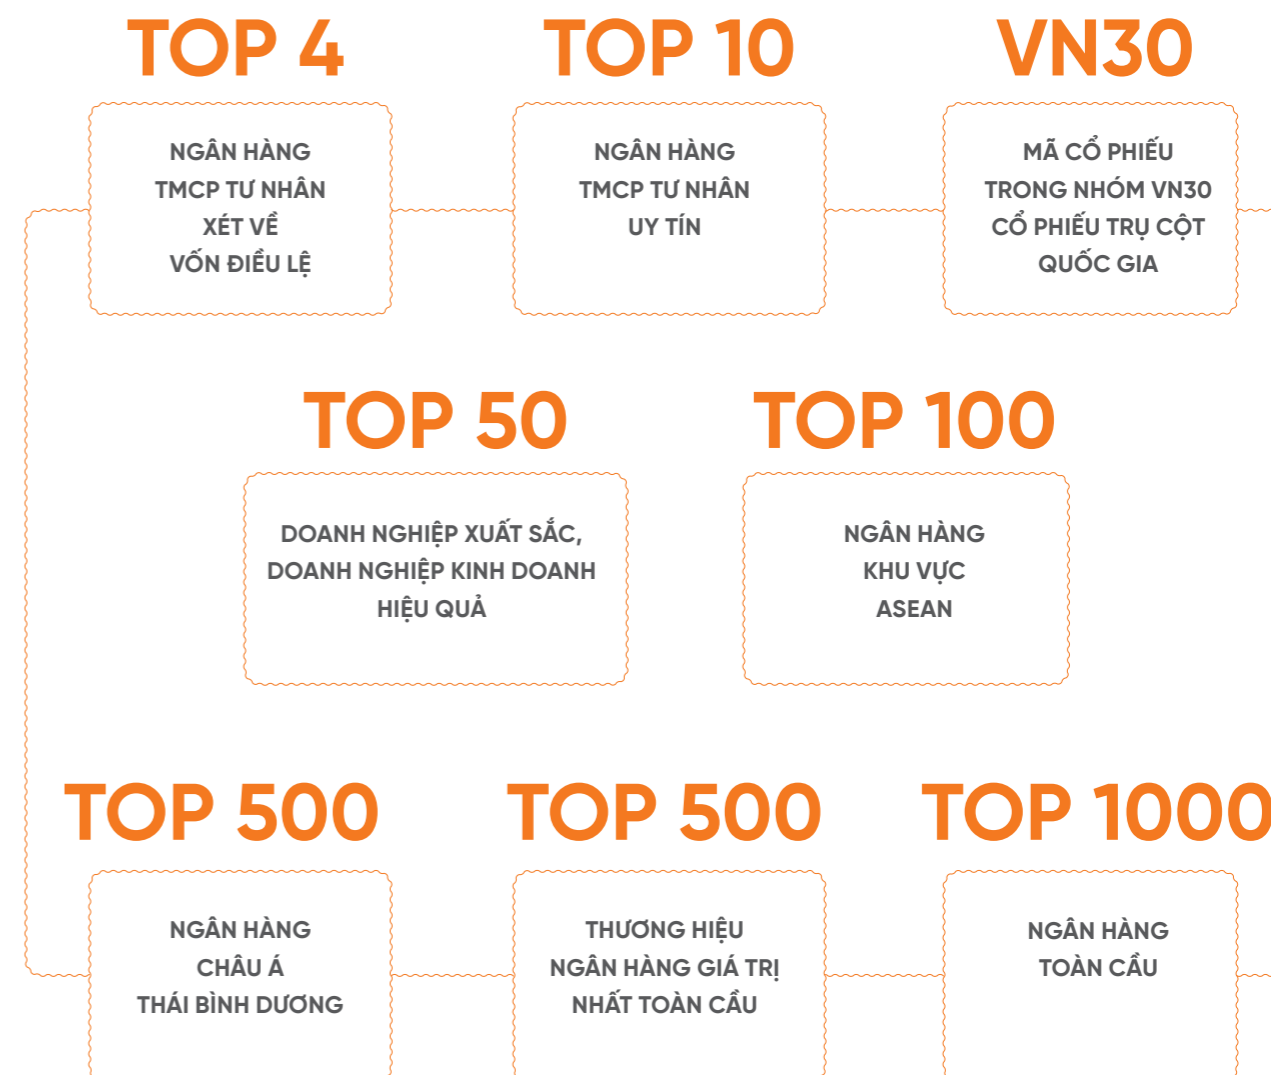 TOP 4
NGÂN HÀNG
TMCP TƯ NHÂN
XÉT VỀ
VỐN ĐIỀU LỆ
TOP 10
NGÂN HÀNG
TMCP TƯ NHÂN
UY TÍN
VN30
MÃ CỔ PHIẾU
TRONG NHÓM VN30
CỔ PHIẾU TRỤ CỘT
QUỐC GIA
TOP 50
DOANH NGHIỆP XUẤT SẮC,
DOANH NGHIỆP KINH DOANH
HIỆU QUẢ
TOP 100
NGÂN HÀNG
KHU VỰC
ASEAN
TOP 500
NGÂN HÀNG
CHÂU Á
THÁI BÌNH DƯƠNG
TOP 500
THƯƠNG HIỆU
NGÂN HÀNG GIÁ TRỊ
NHẤT TOÀN CẦU
TOP 1000
NGÂN HÀNG
TOÀN CẦU